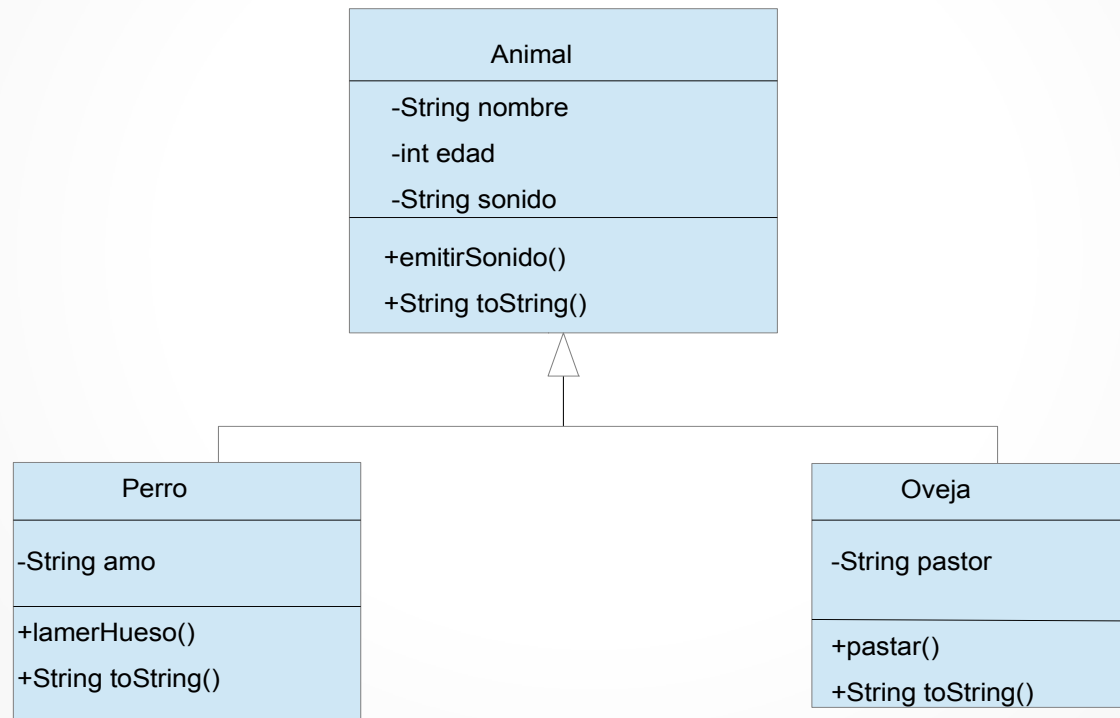 Animal
-String nombre
-int edad
-String sonido
+emitirSonido()
+String toString()
Perro
-String amo
+lamerHueso()
+String toString()
Oveja
-String pastor
+pastar()
+String toString()